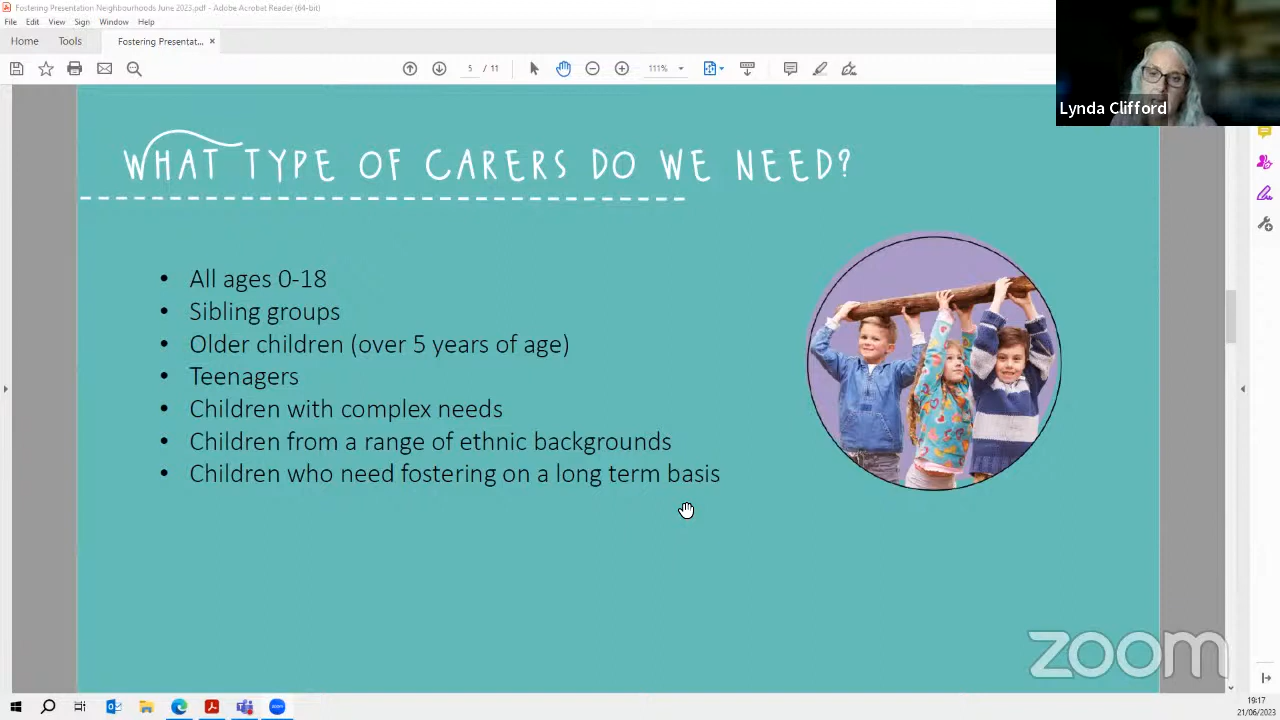 Fostering Presentation Neighbourhoods June 2023.pdf - Adobe Acrobat Reader (64-bit)
File Edit View Sign Window Help
Home Tools Fostering Presentat... ×
5 / 11 111%
Lynda Clifford
WHAT TYPE OF CARERS DO WE NEED?
• All ages 0-18
• Sibling groups
• Older children (over 5 years of age)
• Teenagers
• Children with complex needs
• Children from a range of ethnic backgrounds
• Children who need fostering on a long term basis
zoom
19:17
21/06/2023